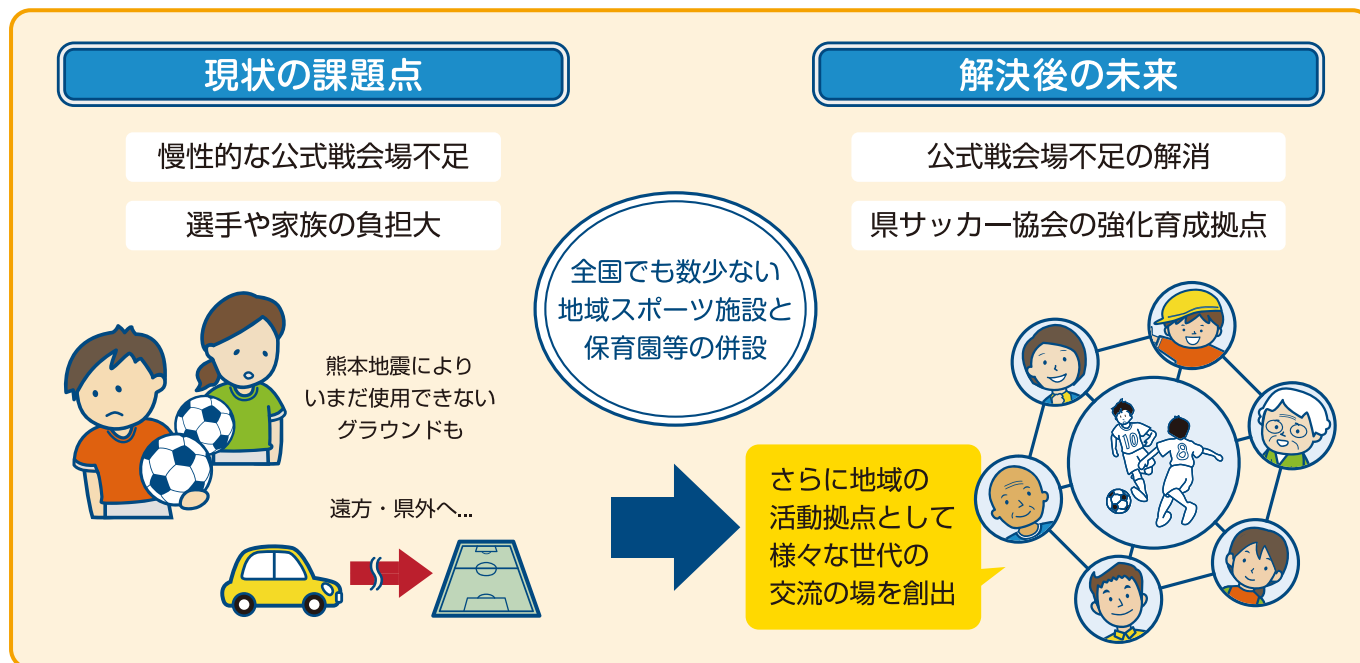 現状の課題点
慢性的な公式戦会場不足
選手や家族の負担大
熊本地震により
いまだ使用できない
グラウンドも
遠方・県外へ...
全国でも数少ない
地域スポーツ施設と
保育園等の併設
解決後の未来
公式戦会場不足の解消
県サッカー協会の強化育成拠点
10
8
さらに地域の
活動拠点として
様々な世代の
交流の場を創出